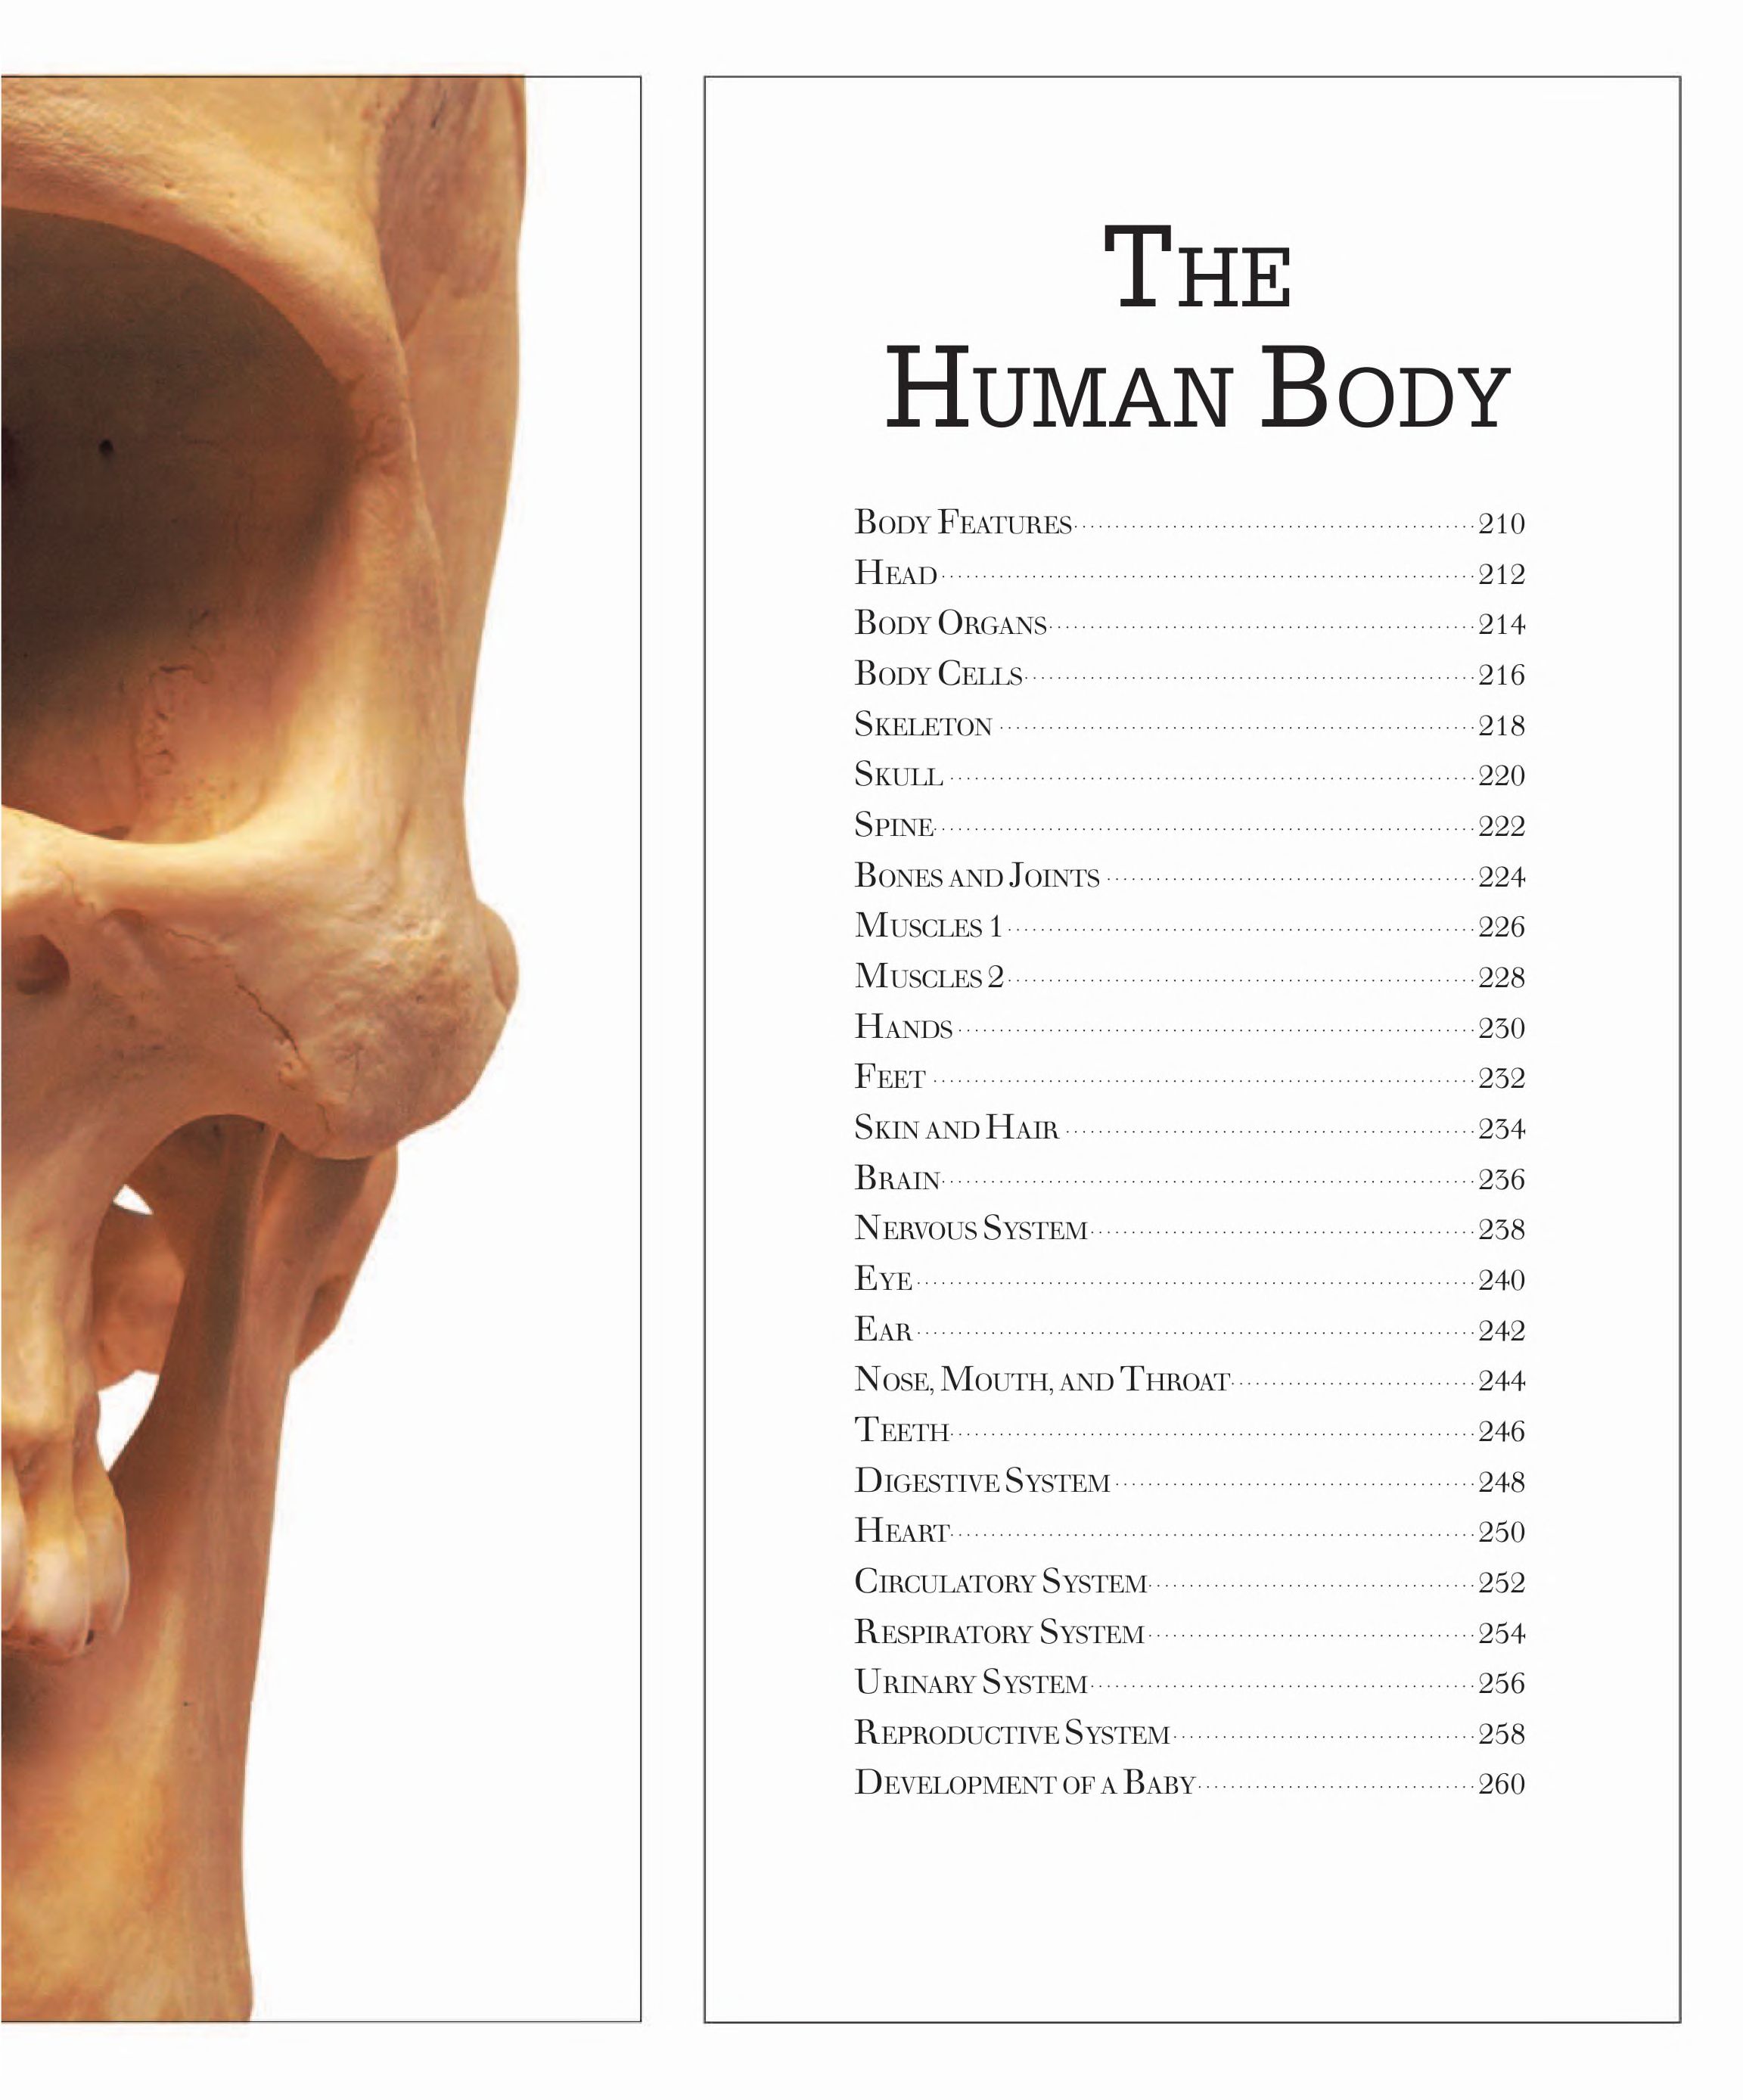 THE
HUMAN BODY
BODY FEATURES 210
HEAD 212
BODY ORGANS 214
BODY CELLS 216
SKELETON 218
SKULL 220
SPINE 222
BONES AND JOINTS 224
MUSCLES 1 226
MUSCLES 2 228
HANDS 230
FEET 232
SKIN AND HAIR 234
BRAIN 236
NERVOUS SYSTEM 238
EYE 240
EAR 242
NOSE, MOUTH, AND THROAT 244
TEETH 246
DIGESTIVE SYSTEM 248
HEART 250
CIRCULATORY SYSTEM 252
RESPIRATORY SYSTEM 254
URINARY SYSTEM 256
REPRODUCTIVE SYSTEM 258
DEVELOPMENT OF A BABY 260